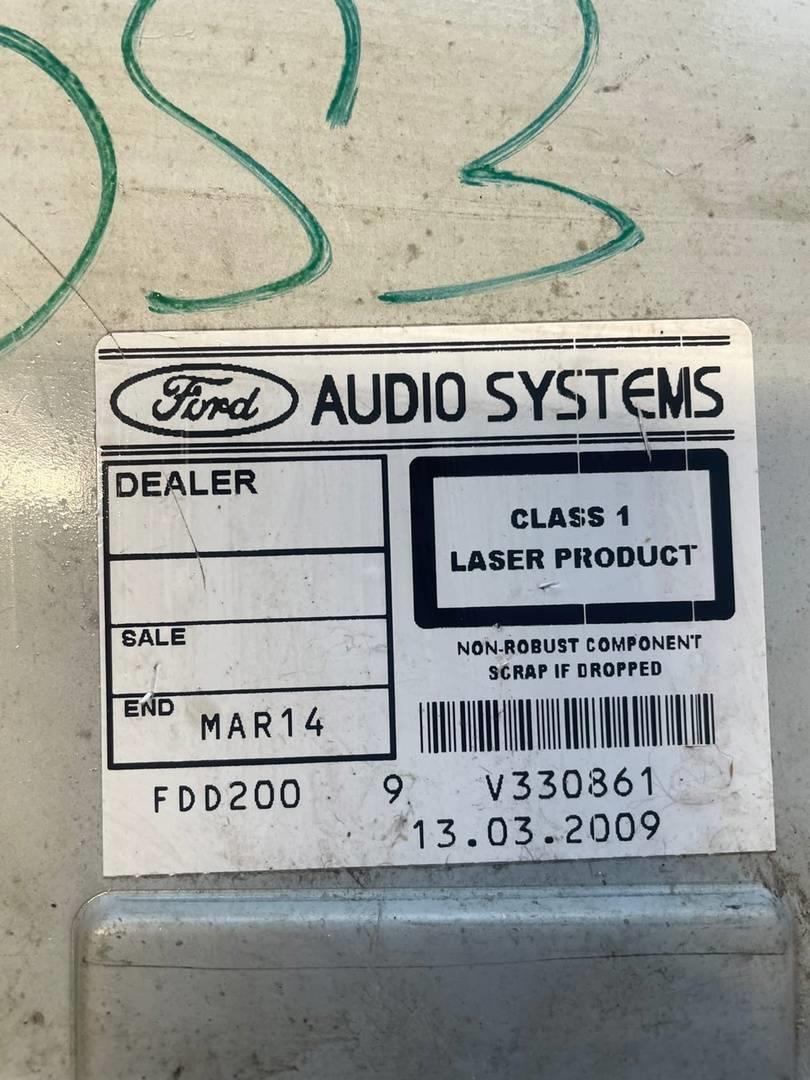 Ford AUDIO SYSTEMS
DEALER
CLASS 1
LASER PRODUCT
SALE
NON-ROBUST COMPONENT
SCRAP IF DROPPED
END MAR14
FDD200 9 V330861
13.03.2009